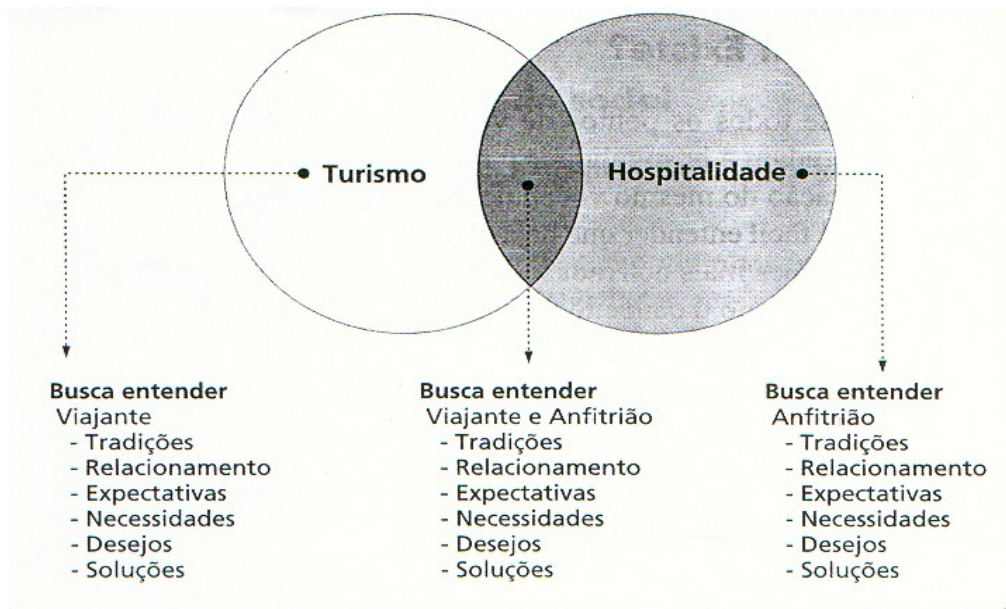 Turismo
Hospitalidade
Busca entender
Viajante
- Tradições
- Relacionamento
- Expectativas
- Necessidades
- Desejos
- Soluções
Busca entender
Viajante e Anfitrião
- Tradições
- Relacionamento
- Expectativas
- Necessidades
- Desejos
- Soluções
Busca entender
Anfitrião
- Tradições
- Relacionamento
- Expectativas
- Necessidades
- Desejos
- Soluções